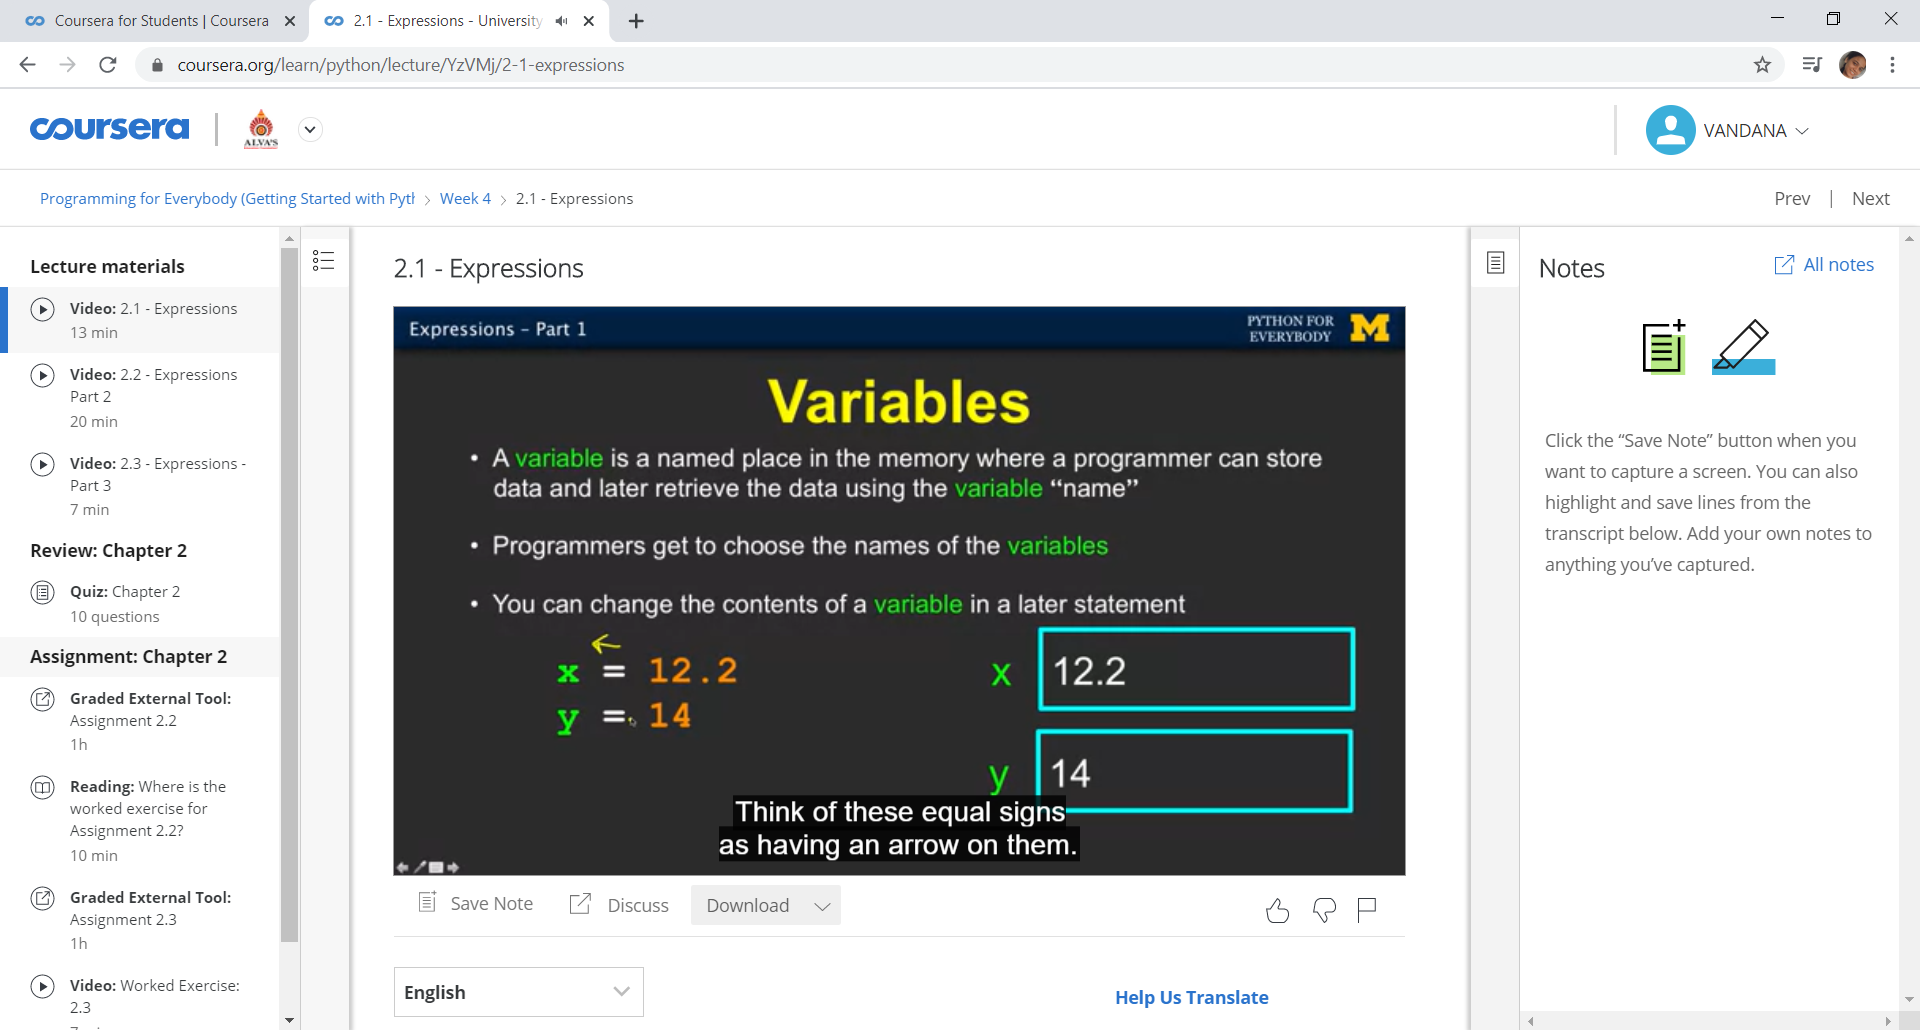 Coursera for Students | Coursera
2.1 - Expressions - University
coursera.org/learn/python/lecture/YzVMj/2-1-expressions
coursera
ALVA'S
VANDANA
Programming for Everybody (Getting Started with Pyt
Week 4
2.1 - Expressions
Prev | Next
Lecture materials
Video: 2.1 - Expressions
13 min
Video: 2.2 - Expressions
Part 2
20 min
Video: 2.3 - Expressions -
Part 3
7 min
Review: Chapter 2
Quiz: Chapter 2
10 questions
Assignment: Chapter 2
Graded External Tool:
Assignment 2.2
1h
Reading: Where is the
worked exercise for
Assignment 2.2?
10 min
Graded External Tool:
Assignment 2.3
1h
Video: Worked Exercise:
2.3
2.1 - Expressions
Expressions - Part 1
PYTHON FOR
EVERYBODY
M
Variables
• A variable is a named place in the memory where a programmer can store
data and later retrieve the data using the variable “name”
• Programmers get to choose the names of the variables
• You can change the contents of a variable in a later statement
x = 12.2
y = 14
x 12.2
y 14
Think of these equal signs
as having an arrow on them.
Save Note
Discuss
Download
English
Help Us Translate
Notes
All notes
Click the “Save Note” button when you
want to capture a screen. You can also
highlight and save lines from the
transcript below. Add your own notes to
anything you’ve captured.